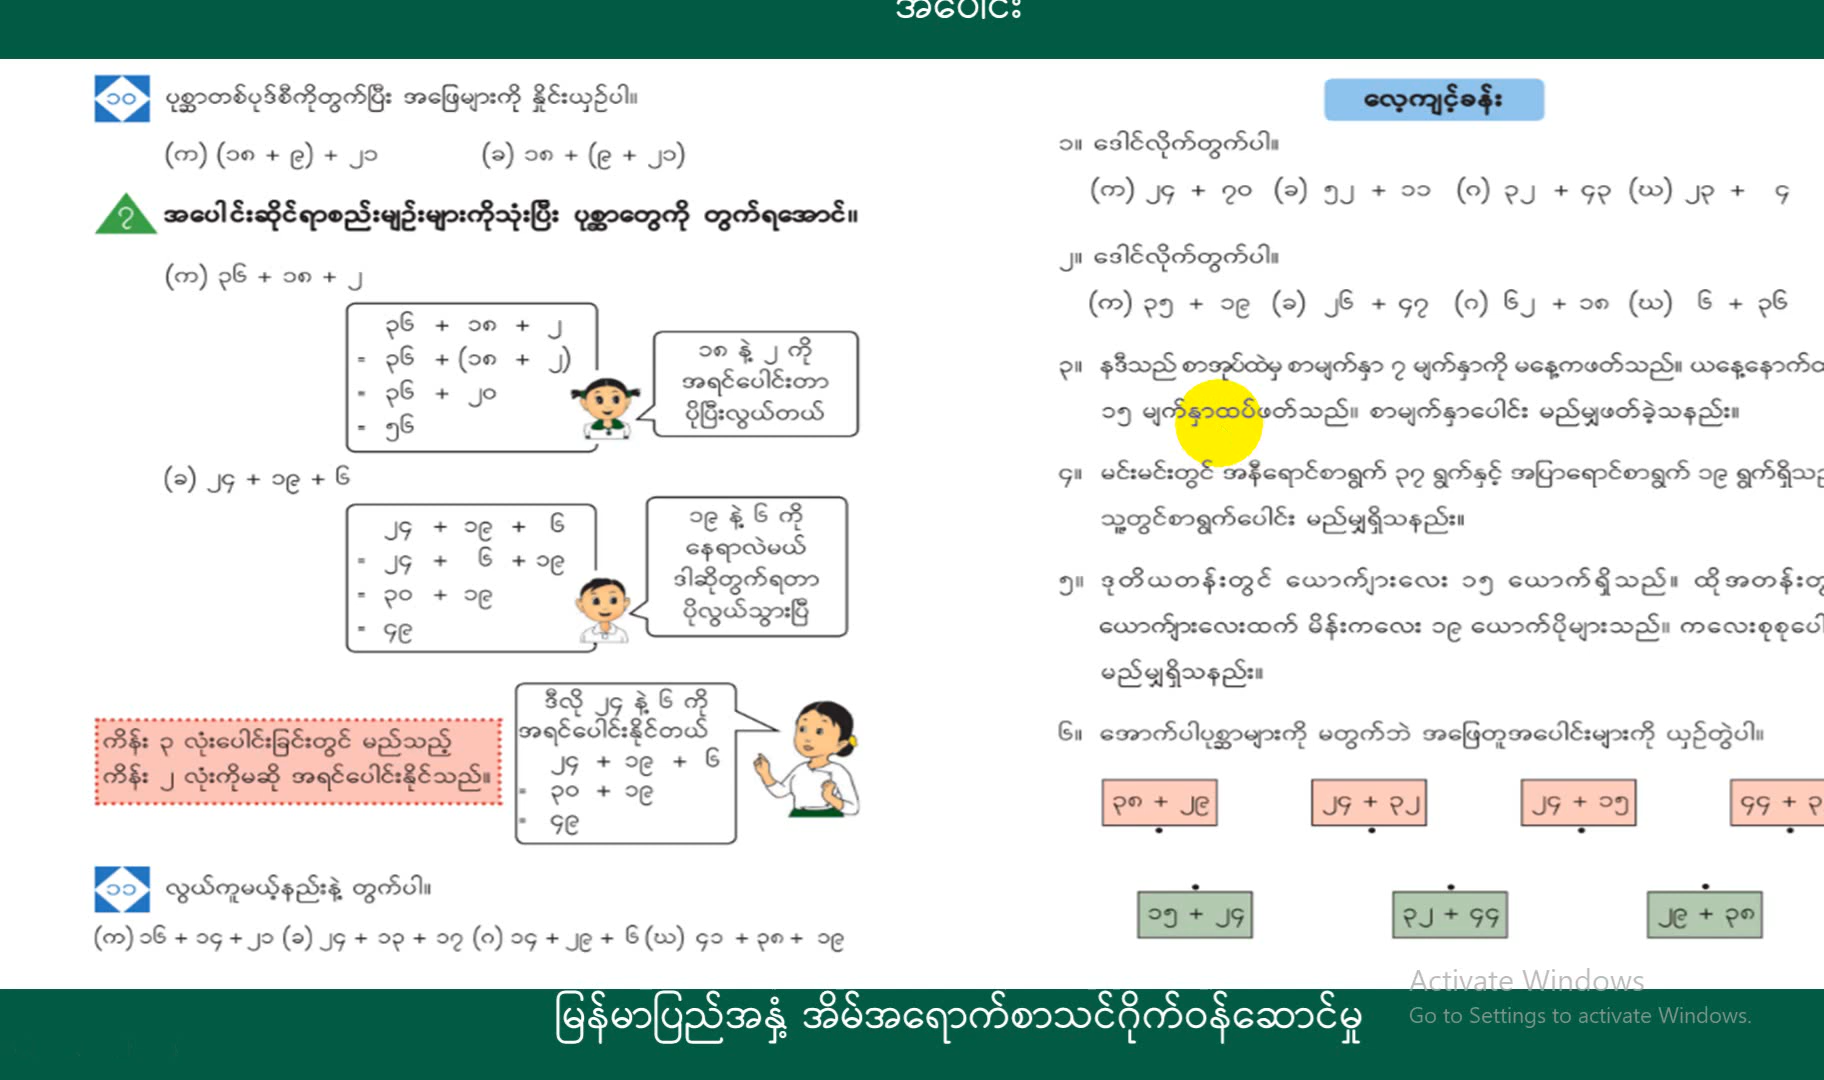 အပေါင်း
၁၀ ပုစ္ဆာတစ်ပုဒ်စီကိုတွက်ပြီး အဖြေများကို နှိုင်းယှဉ်ပါ။
(က) (၁၈ + ၉) + ၂၁ (ခ) ၁၈ + (၉ + ၂၁)
၇ အပေါင်းဆိုင်ရာစည်းမျဉ်းများကိုသုံးပြီး ပုစ္ဆာတွေကို တွက်ရအောင်။
(က) ၃၆ + ၁၈ + ၂
၃၆ + ၁၈ + ၂
= ၃၆ + (၁၈ + ၂)
= ၃၆ + ၂၀
= ၅၆
၁၈ နဲ့ ၂ ကို
အရင်ပေါင်းတာ
ပိုပြီးလွယ်တယ်
(ခ) ၂၄ + ၁၉ + ၆
၂၄ + ၁၉ + ၆
= ၂၄ + ၆ + ၁၉
= ၃၀ + ၁၉
= ၄၉
၁၉ နဲ့ ၆ ကို
နေရာလဲမယ်
ဒါဆိုတွက်ရတာ
ပိုလွယ်သွားပြီ
ကိန်း ၃ လုံးပေါင်းခြင်းတွင် မည်သည့်
ကိန်း ၂ လုံးကိုမဆို အရင်ပေါင်းနိုင်သည်။
ဒီလို ၂၄ နဲ့ ၆ ကို
အရင်ပေါင်းနိုင်တယ်
၂၄ + ၁၉ + ၆
= ၃၀ + ၁၉
= ၄၉
၁၁ လွယ်ကူမယ့်နည်းနဲ့ တွက်ပါ။
(က) ၁၆ + ၁၄ + ၂၁ (ခ) ၂၄ + ၁၃ + ၁၇ (ဂ) ၁၄ + ၂၉ + ၆ (ဃ) ၄၁ + ၃၈ + ၁၉
လေ့ကျင့်ခန်း
၁။ ဒေါင်လိုက်တွက်ပါ။
(က) ၂၄ + ၇၀ (ခ) ၅၂ + ၁၁ (ဂ) ၃၂ + ၄၃ (ဃ) ၂၃ + ၄
၂။ ဒေါင်လိုက်တွက်ပါ။
(က) ၃၅ + ၁၉ (ခ) ၂၆ + ၄၇ (ဂ) ၆၂ + ၁၈ (ဃ) ၆ + ၃၆
၃။ နဒီသည် စာအုပ်ထဲမှ စာမျက်နှာ ၇ မျက်နှာကို မနေ့ကဖတ်သည်။ ယနေ့နောက်ထ
၁၅ မျက်နှာထပ်ဖတ်သည်။ စာမျက်နှာပေါင်း မည်မျှဖတ်ခဲ့သနည်း။
၄။ မင်းမင်းတွင် အနီရောင်စာရွက် ၃၇ ရွက်နှင့် အပြာရောင်စာရွက် ၁၉ ရွက်ရှိသည်
သူ့တွင်စာရွက်ပေါင်း မည်မျှရှိသနည်း။
၅။ ဒုတိယတန်းတွင် ယောက်ျားလေး ၁၅ ယောက်ရှိသည်။ ထိုအတန်းတွ
ယောက်ျားလေးထက် မိန်းကလေး ၁၉ ယောက်ပိုများသည်။ ကလေးစုစုပေါ
မည်မျှရှိသနည်း။
၆။ အောက်ပါပုစ္ဆာများကို မတွက်ဘဲ အဖြေတူအပေါင်းများကို ယှဉ်တွဲပါ။
၃၈ + ၂၉ ၂၄ + ၃၂ ၂၄ + ၁၅ ၄၄ + ၃
၁၅ + ၂၄ ၃၂ + ၄၄ ၂၉ + ၃၈
Activate Windows
Go to Settings to activate Windows.
မြန်မာပြည်အနှံ့ အိမ်အရောက်စာသင်ဂိုက်ဝန်ဆောင်မှု